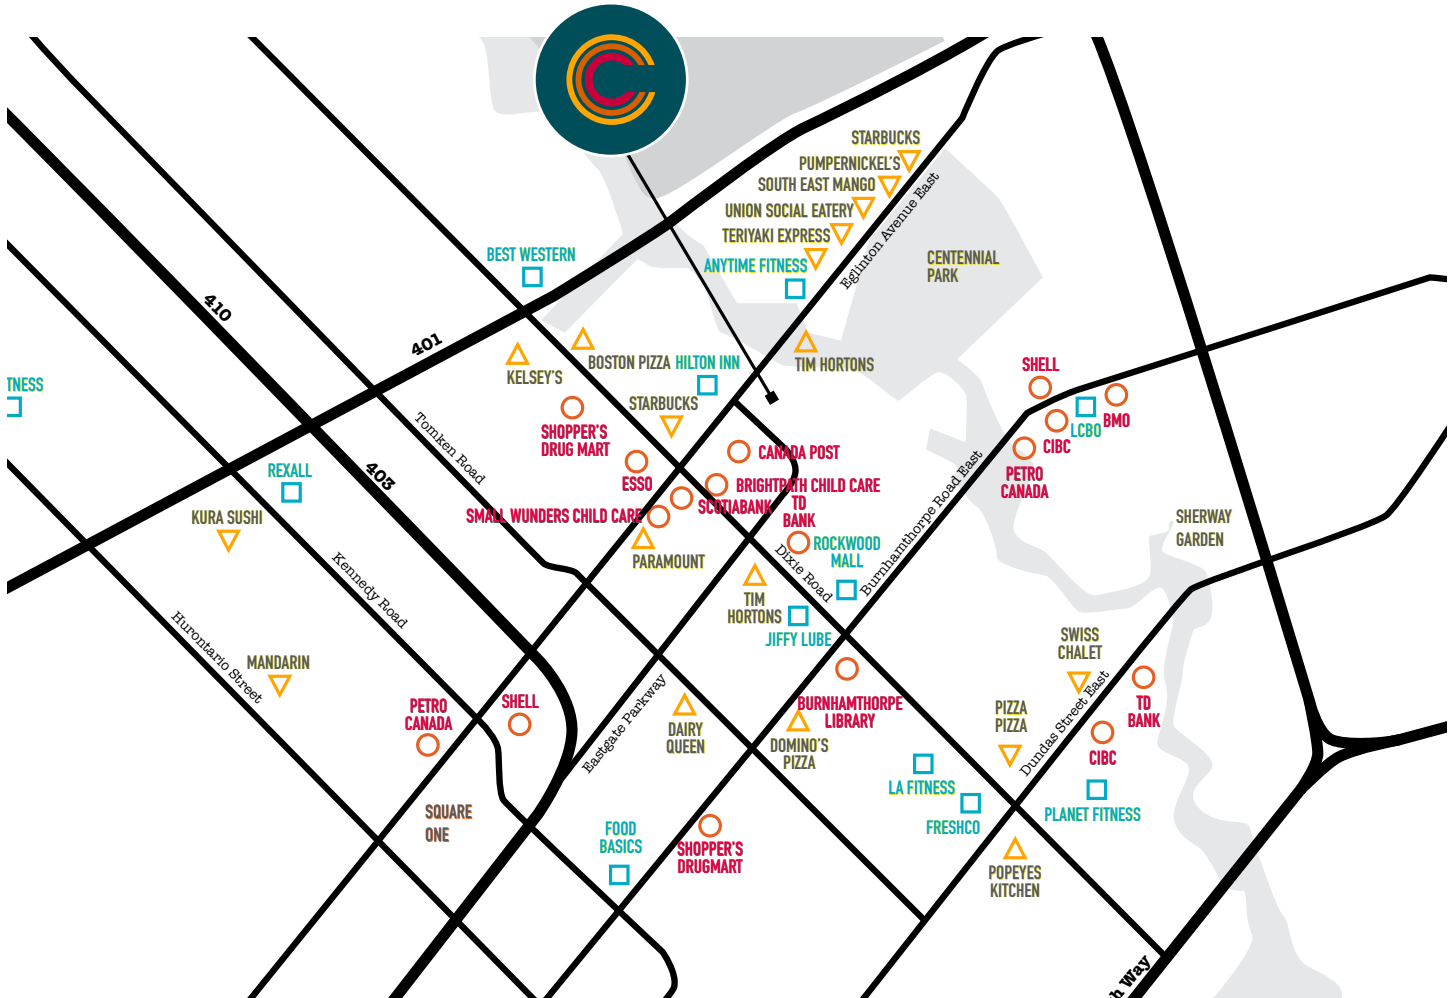 STARBUCKS
PUMPERNICKEL'S
SOUTH EAST MANGO
UNION SOCIAL EATERY
TERIYAKI EXPRESS
ANYTIME FITNESS
Eglinton Avenue East
CENTENNIAL
PARK
BEST WESTERN
410
401
KELSEY'S
BOSTON PIZZA
HILTON INN
TIM HORTONS
STARBUCKS
SHOPPER'S
DRUG MART
ESSO
CANADA POST
BRIGHTPATH CHILD CARE
SCOTIABANK
SMALL WUNDERS CHILD CARE
PARAMOUNT
TD
BANK
ROCKWOOD
MALL
SHELL
BMO
LCBO
CIBC
PETRO
CANADA
Burnhamthorpe Road East
SHERWAY
GARDEN
TNESS
Tomken Road
403
REXALL
KURA SUSHI
Kennedy Road
Hurontario Street
MANDARIN
Dixie Road
TIM
HORTONS
JIFFY LUBE
SWISS
CHALET
PETRO
CANADA
SHELL
Eastgate Parkway
DAIRY
QUEEN
BURNHAMTHORPE
LIBRARY
DOMINO'S
PIZZA
PIZZA
PIZZA
Dundas Street East
TD
BANK
CIBC
LA FITNESS
FRESHCO
PLANET FITNESS
SQUARE
ONE
FOOD
BASICS
SHOPPER'S
DRUGMART
POPEYES
KITCHEN
h Way